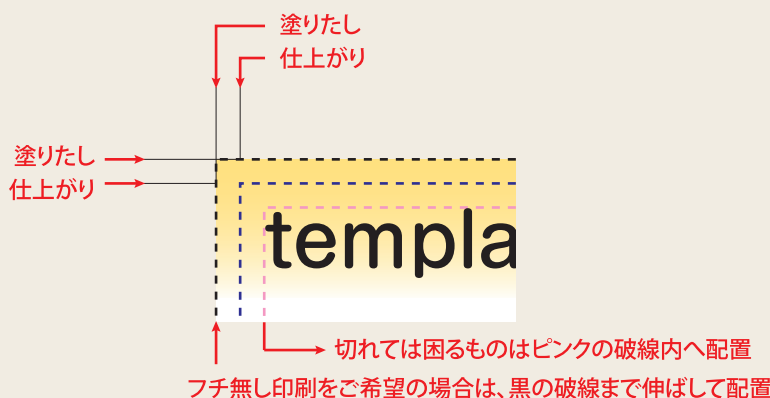 塗りたし
仕上がり
塗りたし
仕上がり
templa
切れては困るものはピンクの破線内へ配置
フチ無し印刷をご希望の場合は、黒の破線まで伸ばして配置